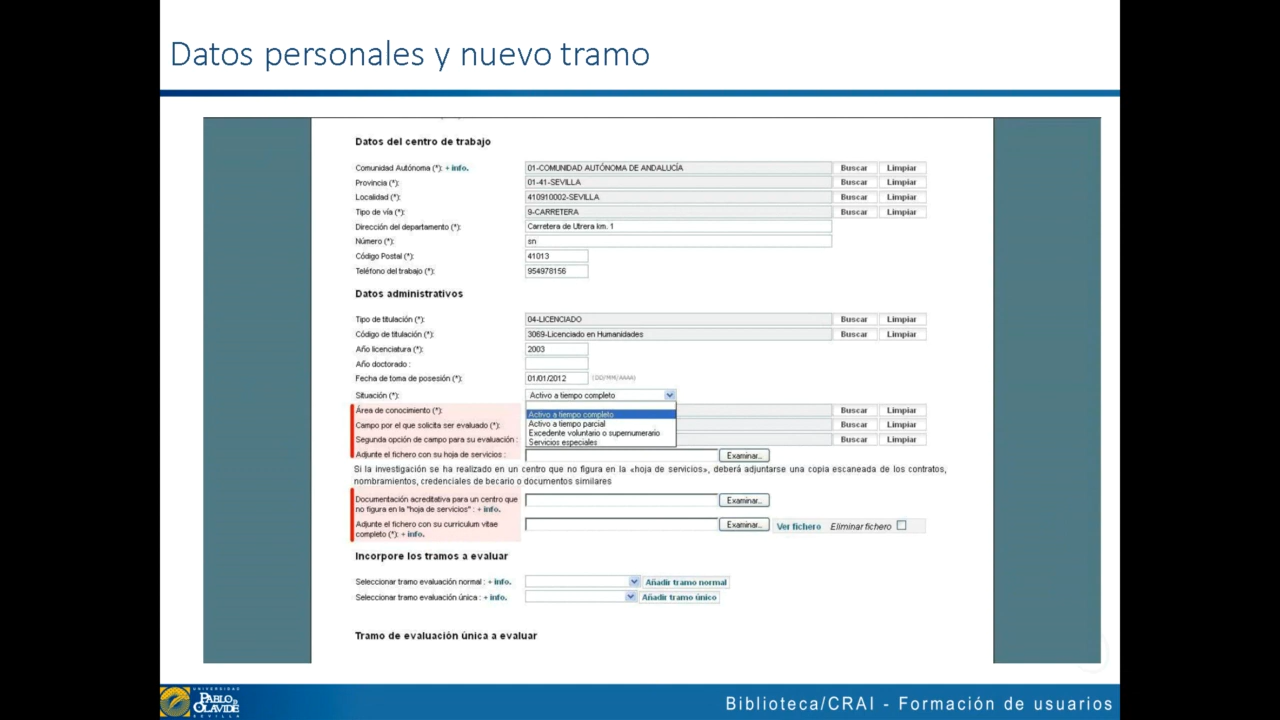 Datos personales y nuevo tramo
Datos del centro de trabajo
Comunidad Autónoma (*): + info. 01-COMUNIDAD AUTÓNOMA DE ANDALUCÍA Buscar Limpiar
Provincia (*): 01-41-SEVILLA Buscar Limpiar
Localidad (*): 410910002-SEVILLA Buscar Limpiar
Tipo de vía (*): 9-CARRETERA Buscar Limpiar
Dirección del departamento (*): Carretera de Utrera km. 1
Número (*): sn
Código Postal (*): 41013
Teléfono del trabajo (*): 954978156
Datos administrativos
Tipo de titulación (*): 04-LICENCIADO Buscar Limpiar
Código de titulación (*): 3069-Licenciado en Humanidades Buscar Limpiar
Año licenciatura (*): 2003
Año doctorado :
Fecha de toma de posesión (*): 01/01/2012 (DD/MM/AAAA)
Situación (*): Activo a tiempo completo
Área de conocimiento (*): Buscar Limpiar
Activo a tiempo completo
Campo por el que solicita ser evaluado (*): Activo a tiempo parcial Buscar Limpiar
Excedente voluntario o supernumerario
Segunda opción de campo para su evaluación : Servicios especiales Buscar Limpiar
Adjunte el fichero con su hoja de servicios : Examinar...
Si la investigación se ha realizado en un centro que no figura en la «hoja de servicios», deberá adjuntarse una copia escaneada de los contratos,
nombramientos, credenciales de becario o documentos similares
Documentación acreditativa para un centro que Examinar...
no figura en la "hoja de servicios" : + info.
Adjunte el fichero con su curriculum vitae Examinar... Ver fichero Eliminar fichero
completo (*): + info.
Incorpore los tramos a evaluar
Seleccionar tramo evaluación normal : + info. Añadir tramo normal
Seleccionar tramo evaluación única : + info. Añadir tramo único
Tramo de evaluación única a evaluar
UNIVERSIDAD
PABLO DE
OLAVIDE
SEVILLA
Biblioteca/CRAI - Formación de usuarios